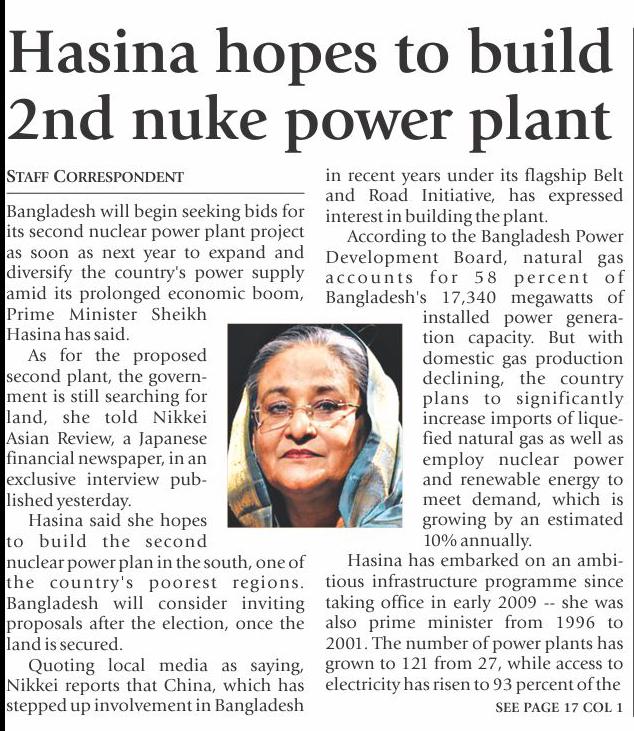 Hasina hopes to build
2nd nuke power plant
STAFF CORRESPONDENT
Bangladesh will begin seeking bids for
its second nuclear power plant project
as soon as next year to expand and
diversify the country's power supply
amid its prolonged economic boom,
Prime Minister Sheikh
Hasina has said.
As for the proposed
second plant, the govern-
ment is still searching for
land, she told Nikkei
Asian Review, a Japanese
financial newspaper, in an
exclusive interview pub-
lished yesterday.
Hasina said she hopes
to build the second
nuclear power plan in the south, one of
the country's poorest regions.
Bangladesh will consider inviting
proposals after the election, once the
land is secured.
Quoting local media as saying,
Nikkei reports that China, which has
stepped up involvement in Bangladesh
in recent years under its flagship Belt
and Road Initiative, has expressed
interest in building the plant.
According to the Bangladesh Power
Development Board, natural gas
accounts for 58 percent of
Bangladesh's 17,340 megawatts of
installed power genera-
tion capacity. But with
domestic gas production
declining, the country
plans to significantly
increase imports of lique-
fied natural gas as well as
employ nuclear power
and renewable energy to
meet demand, which is
growing by an estimated
10% annually.
Hasina has embarked on an ambi-
tious infrastructure programme since
taking office in early 2009 -- she was
also prime minister from 1996 to
2001. The number of power plants has
grown to 121 from 27, while access to
electricity has risen to 93 percent of the
SEE PAGE 17 COL 1